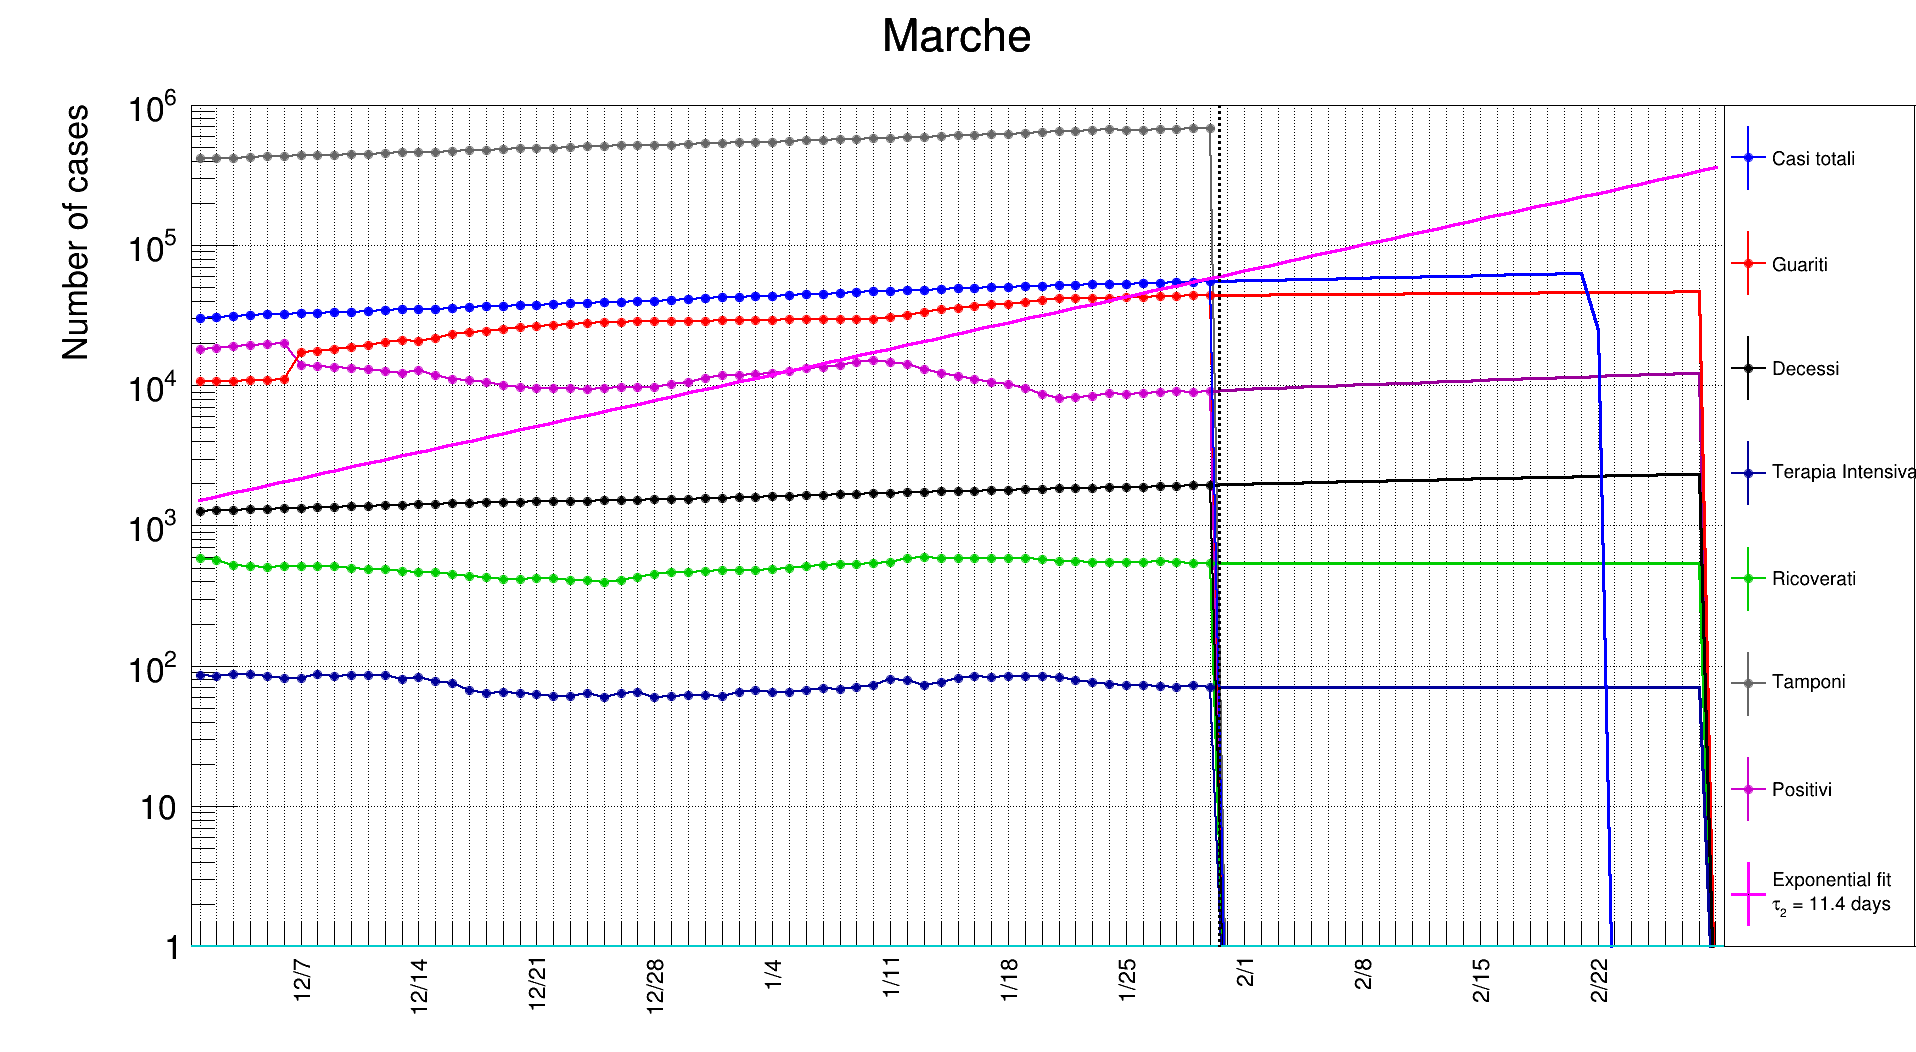 Marche
Number of cases
10^6
10^5
10^4
10^3
10^2
10
1
12/7
12/14
12/21
12/28
1/4
1/11
1/18
1/25
2/1
2/8
2/15
2/22
Casi totali
Guariti
Decessi
Terapia Intensiva
Ricoverati
Tamponi
Positivi
Exponential fit
τ₂ = 11.4 days